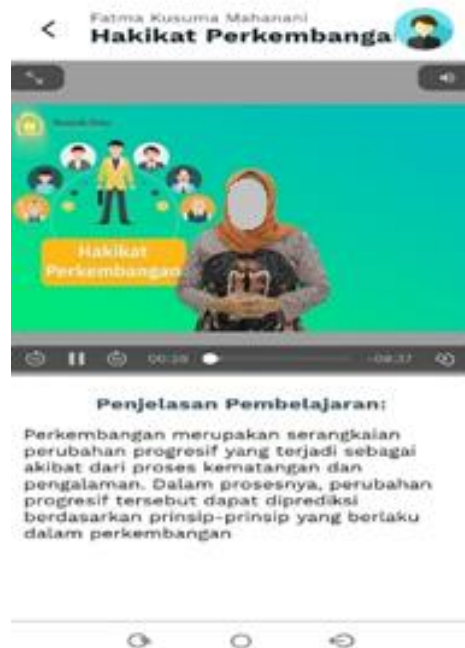 Fatma Kusuma Mahanani
Hakikat Perkembanga
Hakikat
Perkembangan
00:39
-08:37
Penjelasan Pembelajaran:
Perkembangan merupakan serangkaian
perubahan progresif yang terjadi sebagai
akibat dari proses kematangan dan
pengalaman. Dalam prosesnya, perubahan
progresif tersebut dapat diprediksi
berdasarkan prinsip-prinsip yang berlaku
dalam perkembangan